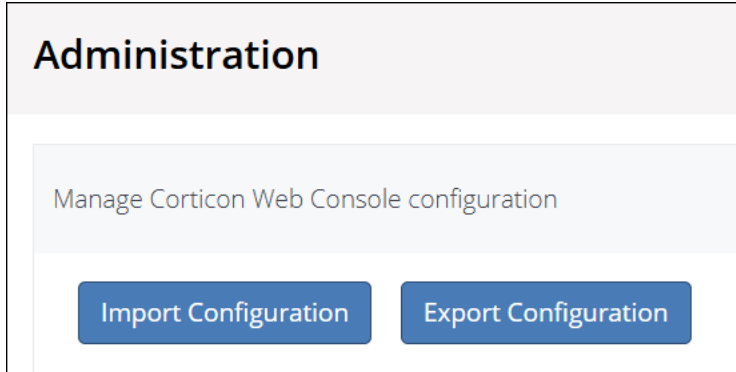 Administration
Manage Corticon Web Console configuration
Import Configuration
Export Configuration